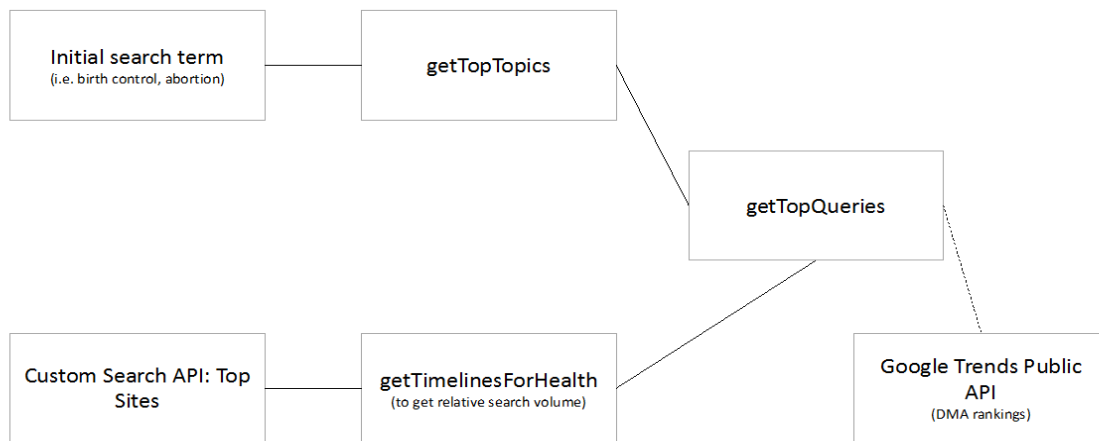 Initial search term
(i.e. birth control, abortion)
getTopTopics
getTopQueries
Custom Search API: Top
Sites
getTimelinesForHealth
(to get relative search volume)
Google Trends Public
API
(DMA rankings)